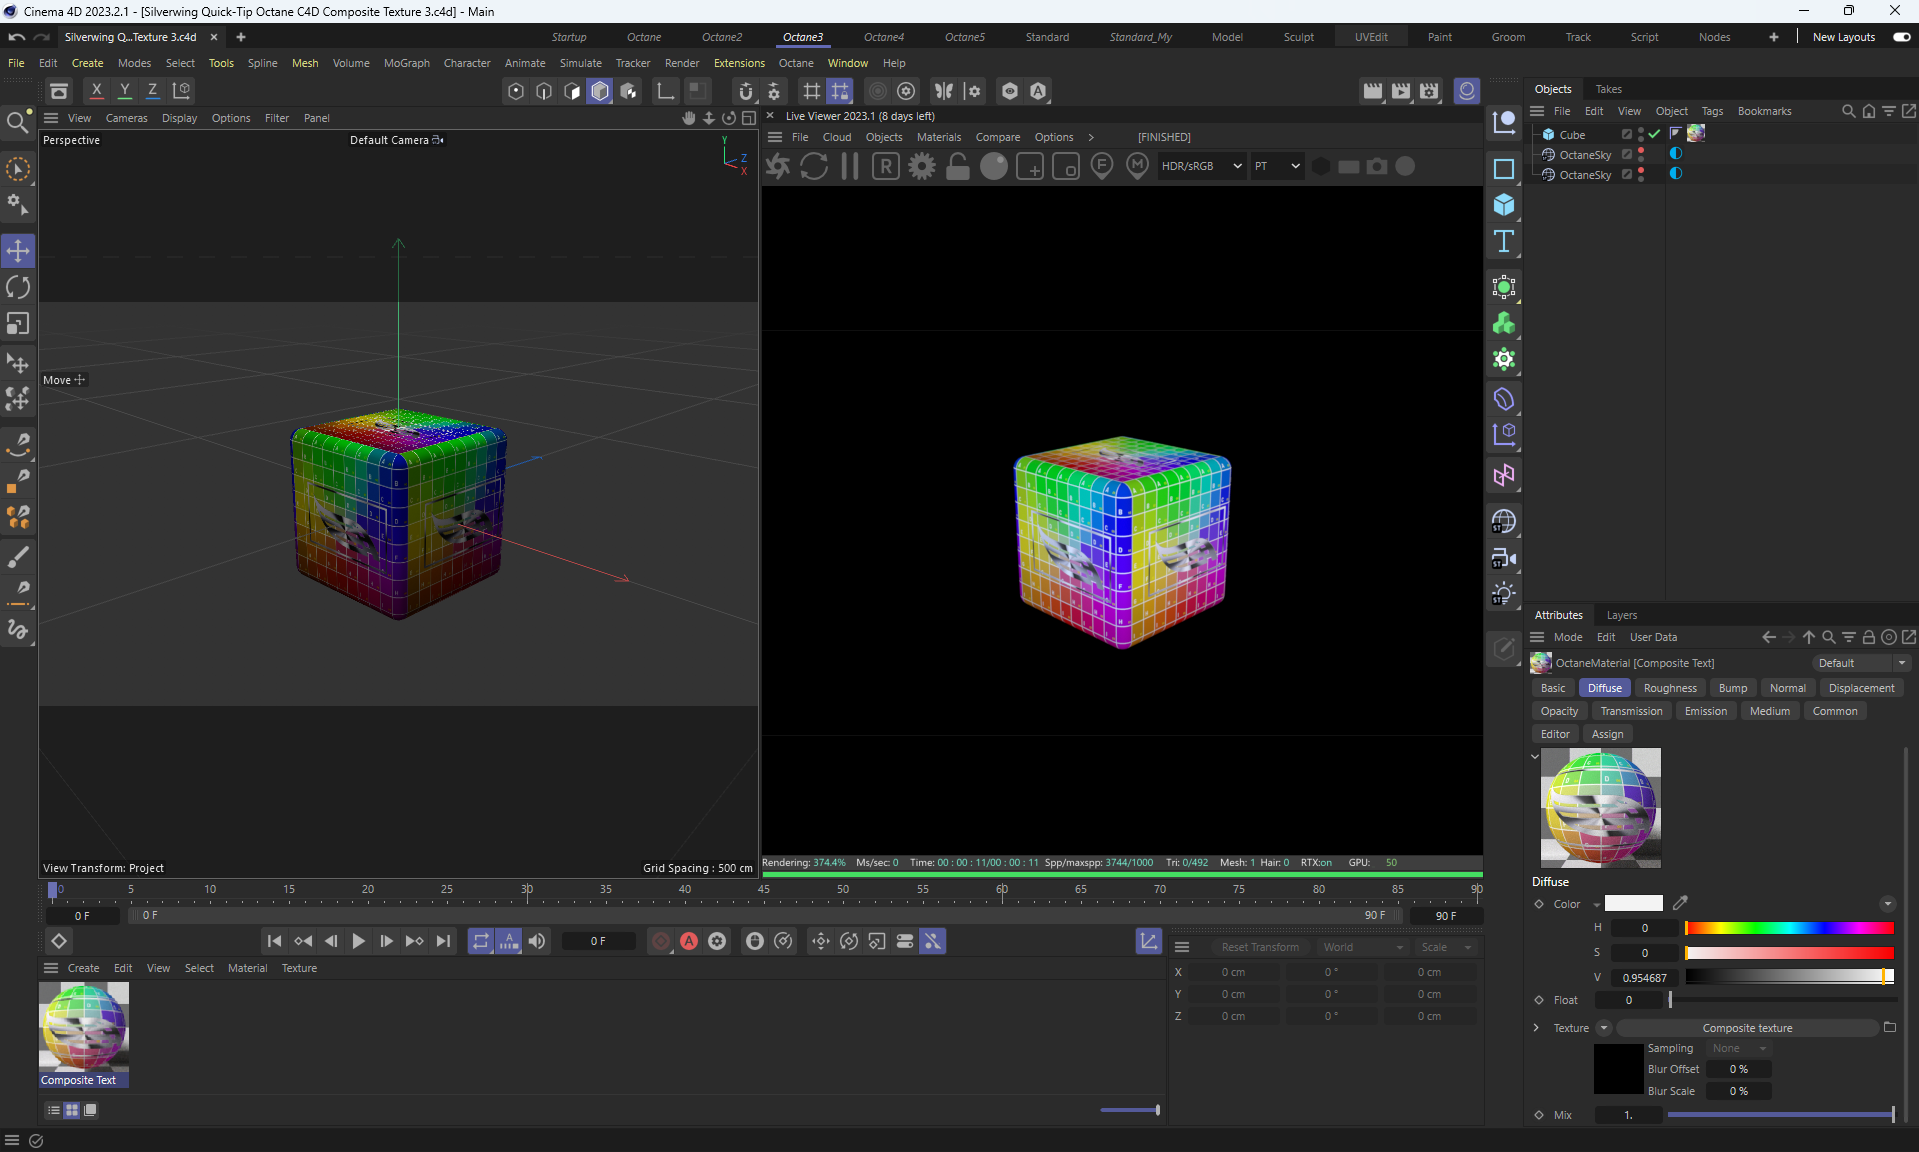 Cinema 4D 2023.2.1 - [Silverwing Quick-Tip Octane C4D Composite Texture 3.c4d] - Main
Silverwing Q...Texture 3.c4d
Startup Octane Octane2 Octane3 Octane4 Octane5 Standard Standard_My Model Sculpt UVEdit Paint Groom Track Script Nodes New Layouts
File Edit Create Modes Select Tools Spline Mesh Volume MoGraph Character Animate Simulate Tracker Render Extensions Octane Window Help
X Y Z
View Cameras Display Options Filter Panel
Perspective
Default Camera
Y
Z
X
Move
View Transform: Project
Grid Spacing : 500 cm
Live Viewer 2023.1 (8 days left)
File Cloud Objects Materials Compare Options > [FINISHED]
R
F
M
HDR/sRGB
PT
Rendering: 374.4% Ms/sec: 0 Time: 00 : 00 : 11/00 : 00 : 11 Spp/maxspp: 3744/1000 Tri: 0/492 Mesh: 1 Hair: 0 RTX:on GPU: 50
0 5 10 15 20 25 30 35 40 45 50 55 60 65 70 75 80 85 90
0 F
0 F
90 F
90 F
0 F
A
Create Edit View Select Material Texture
Composite Text
Reset Transform World Scale
X 0 cm 0 ° 0 cm
Y 0 cm 0 ° 0 cm
Z 0 cm 0 ° 0 cm
T
ST
ST
ST
Objects Takes
File Edit View Object Tags Bookmarks
Cube
OctaneSky
OctaneSky
Attributes Layers
Mode Edit User Data
OctaneMaterial [Composite Text]
Default
Basic Diffuse Roughness Bump Normal Displacement
Opacity Transmission Emission Medium Common
Editor Assign
Diffuse
Color
H 0
S 0
V 0.954687
Float 0
Texture Composite texture
Sampling None
Blur Offset 0 %
Blur Scale 0 %
Mix 1.